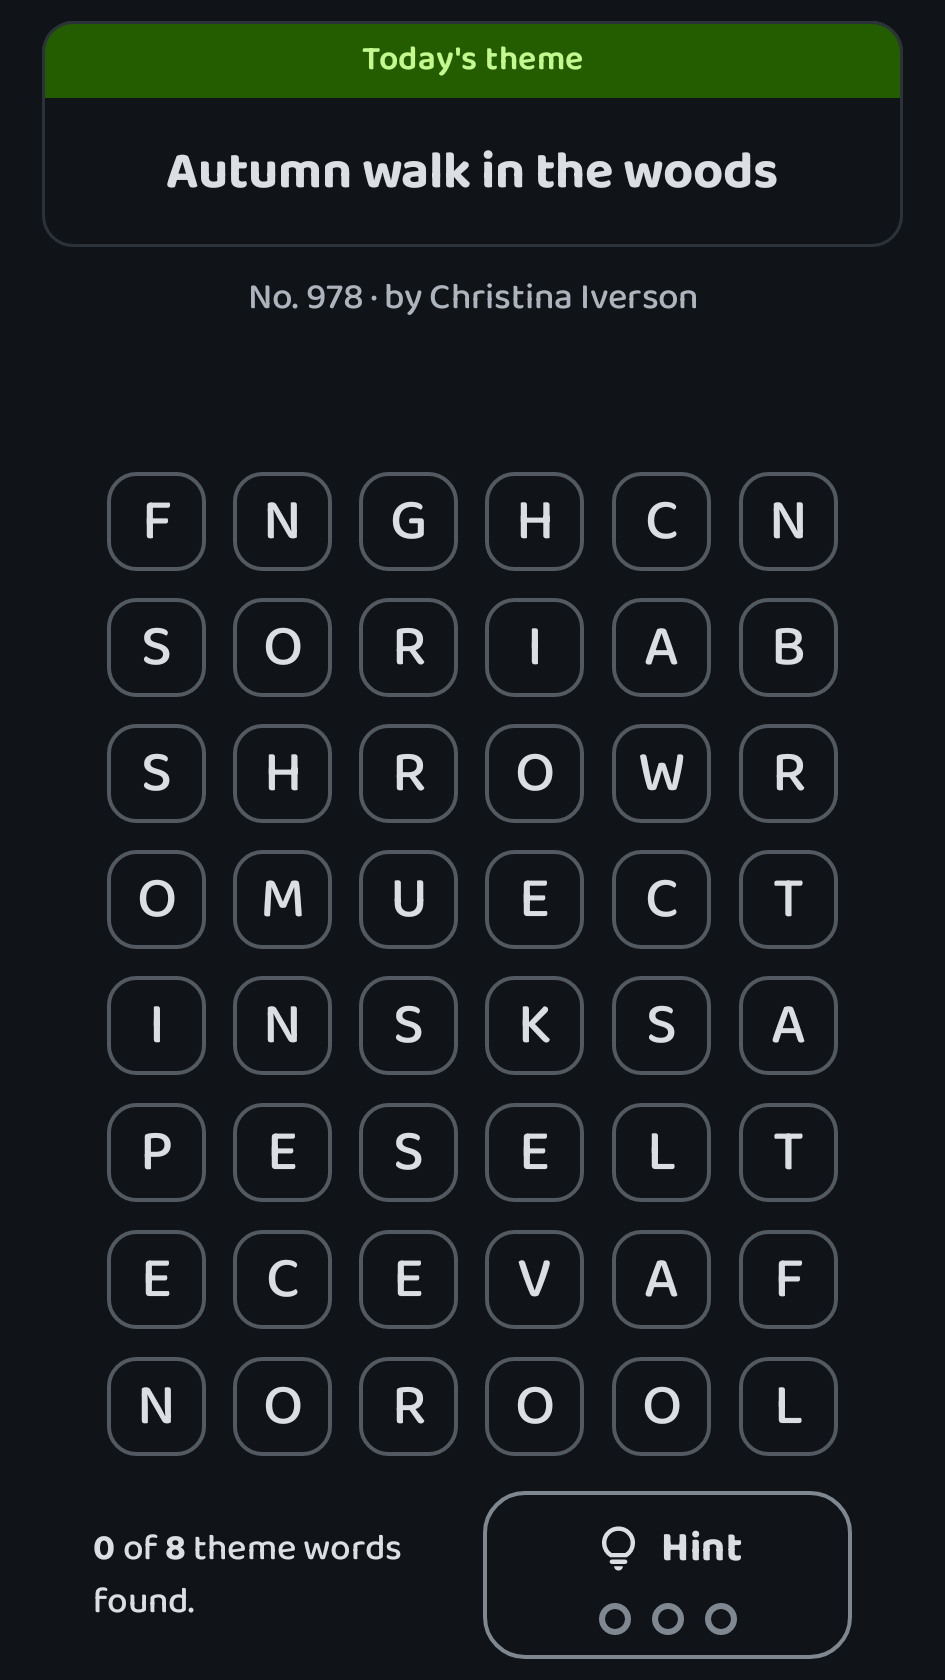 Today's theme
Autumn walk in the woods
No. 978 · by Christina Iverson
F N G H C N
S O R I A B
S H R O W R
O M U E C T
I N S K S A
P E S E L T
E C E V A F
N O R O O L
0 of 8 theme words found.
Hint